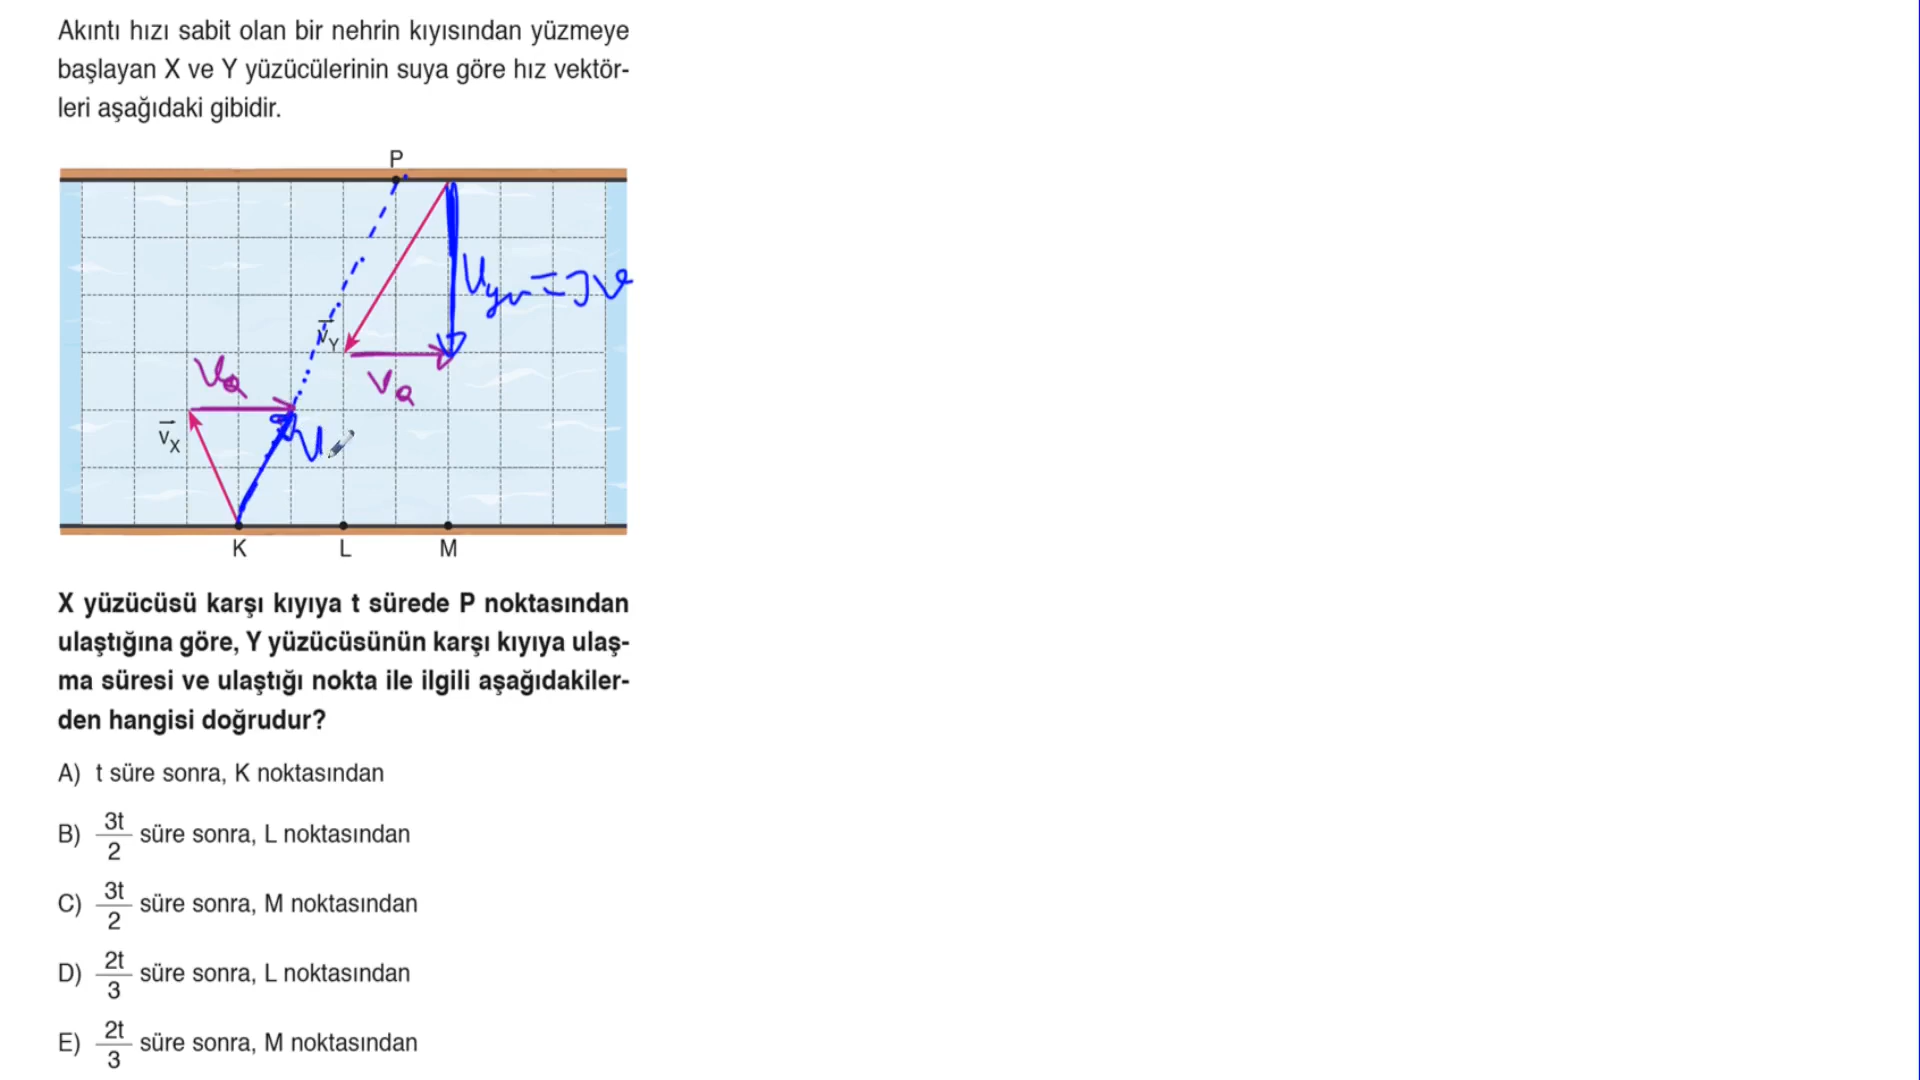 Akıntı hızı sabit olan bir nehrin kıyısından yüzmeye
başlayan X ve Y yüzücülerinin suya göre hız vektör-
leri aşağıdaki gibidir.
P
V⃗Y
Va
Va
V⃗X
K
L
M
X yüzücüsü karşı kıyıya t sürede P noktasından
ulaştığına göre, Y yüzücüsünün karşı kıyıya ulaş-
ma süresi ve ulaştığı nokta ile ilgili aşağıdakiler-
den hangisi doğrudur?
A) t süre sonra, K noktasından
B) 3t/2 süre sonra, L noktasından
C) 3t/2 süre sonra, M noktasından
D) 2t/3 süre sonra, L noktasından
E) 2t/3 süre sonra, M noktasından